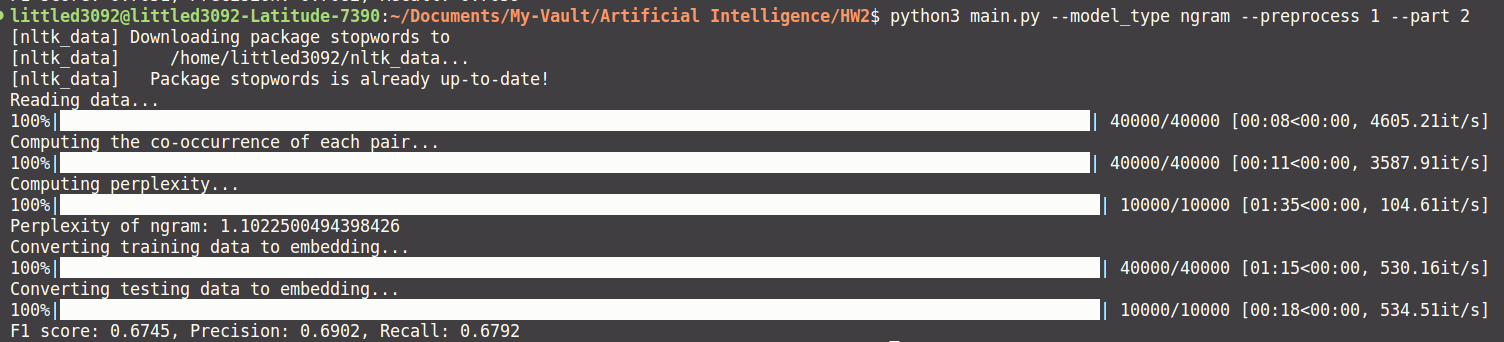 littled3092@littled3092-Latitude-7390:~/Documents/My-Vault/Artificial Intelligence/HW2$ python3 main.py --model_type ngram --preprocess 1 --part 2
[nltk_data] Downloading package stopwords to
[nltk_data]     /home/littled3092/nltk_data...
[nltk_data]   Package stopwords is already up-to-date!
Reading data...
100%| | 40000/40000 [00:08<00:00, 4605.21it/s]
Computing the co-occurrence of each pair...
100%| | 40000/40000 [00:11<00:00, 3587.91it/s]
Computing perplexity...
100%| | 10000/10000 [01:35<00:00, 104.61it/s]
Perplexity of ngram: 1.1022500494398426
Converting training data to embedding...
100%| | 40000/40000 [01:15<00:00, 530.16it/s]
Converting testing data to embedding...
100%| | 10000/10000 [00:18<00:00, 534.51it/s]
F1 score: 0.6745, Precision: 0.6902, Recall: 0.6792